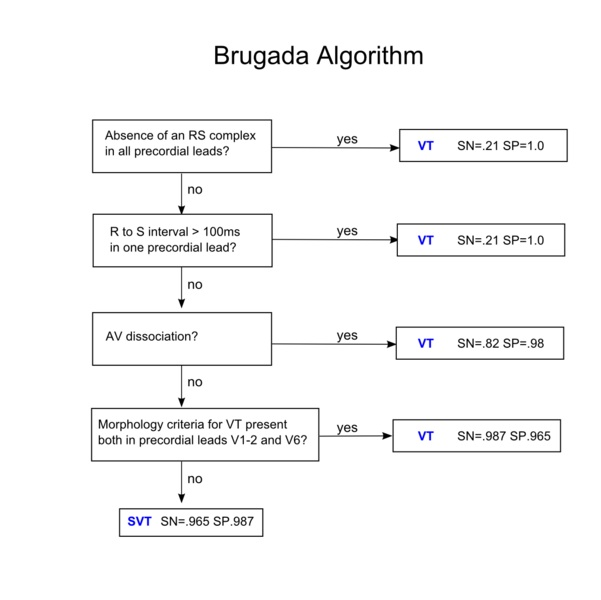 Brugada Algorithm
Absence of an RS complex
in all precordial leads?
yes
VT SN=.21 SP=1.0
no
R to S interval > 100ms
in one precordial lead?
yes
VT SN=.21 SP=1.0
no
AV dissociation?
yes
VT SN=.82 SP=.98
no
Morphology criteria for VT present
both in precordial leads V1-2 and V6?
yes
VT SN=.987 SP.965
no
SVT SN=.965 SP.987